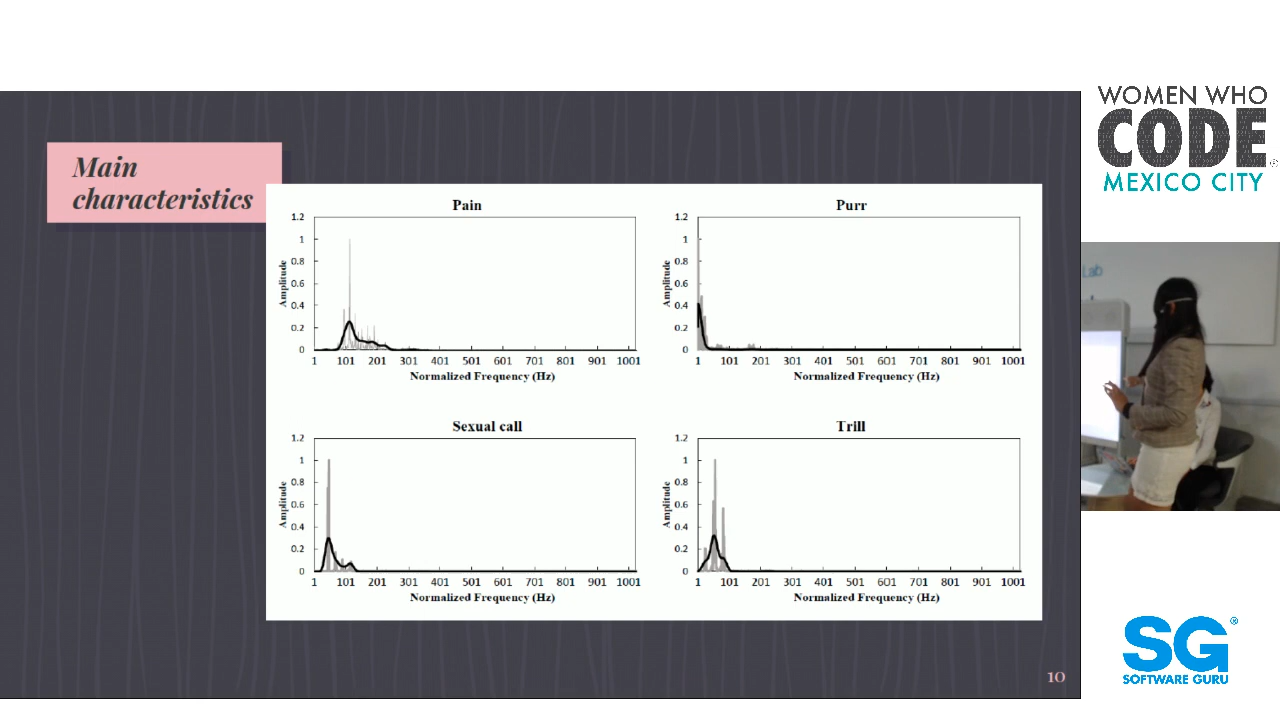 Main
characteristics
Pain
1.2
1
0.8
0.6
0.4
0.2
0
Amplitude
1 101 201 301 401 501 601 701 801 901 1001
Normalized Frequency (Hz)
Purr
1.2
1
0.8
0.6
0.4
0.2
0
Amplitude
1 101 201 301 401 501 601 701 801 901 1001
Normalized Frequency (Hz)
Sexual call
1.2
1
0.8
0.6
0.4
0.2
0
Amplitude
1 101 201 301 401 501 601 701 801 901 1001
Normalized Frequency (Hz)
Trill
1.2
1
0.8
0.6
0.4
0.2
0
Amplitude
1 101 201 301 401 501 601 701 801 901 1001
Normalized Frequency (Hz)
10
WOMEN WHO
CODE®
MEXICO CITY
Lab
SG®
SOFTWARE GURU